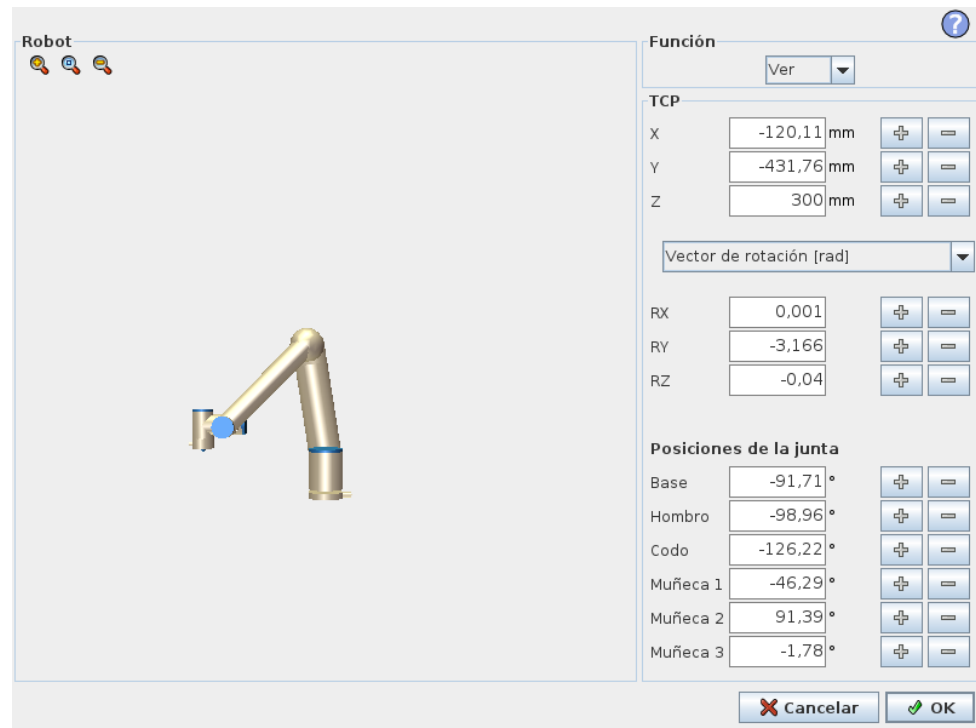 Robot
Función
Ver
TCP
X -120,11 mm
Y -431,76 mm
Z 300 mm
Vector de rotación [rad]
RX 0,001
RY -3,166
RZ -0,04
Posiciones de la junta
Base -91,71 °
Hombro -98,96 °
Codo -126,22 °
Muñeca 1 -46,29 °
Muñeca 2 91,39 °
Muñeca 3 -1,78 °
Cancelar OK